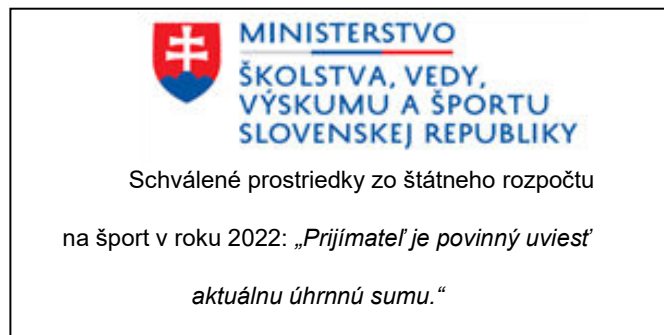 MINISTERSTVO
ŠKOLSTVA, VEDY,
VÝSKUMU A ŠPORTU
SLOVENSKEJ REPUBLIKY
Schválené prostriedky zo štátneho rozpočtu
na šport v roku 2022: „Prijímateľ je povinný uviesť
aktuálnu úhrnnú sumu.“